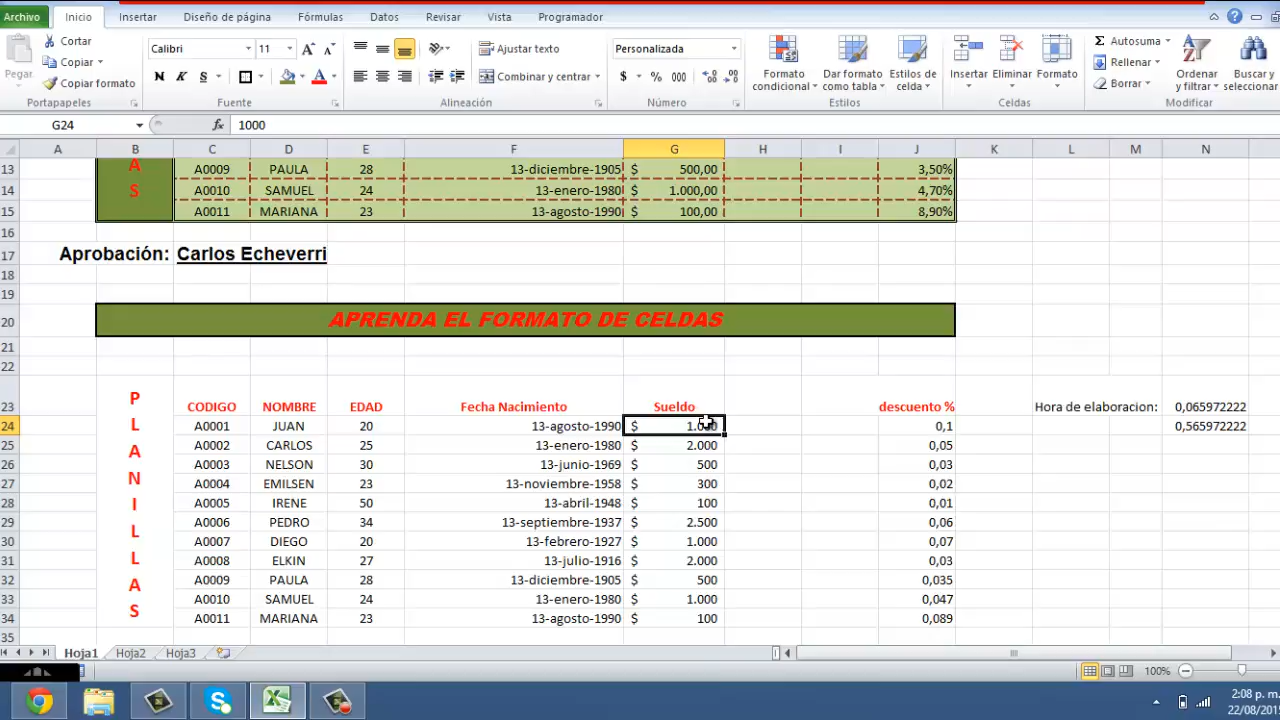 Archivo Inicio Insertar Diseño de página Fórmulas Datos Revisar Vista Programador
Pegar
Cortar
Copiar
Copiar formato
Portapapeles
Calibri 11
N K S
Fuente
Ajustar texto
Combinar y centrar
Alineación
Personalizada
$ % 000
Número
Formato condicional
Dar formato como tabla
Estilos de celda
Estilos
Insertar
Eliminar
Formato
Celdas
Autosuma
Rellenar
Borrar
Ordenar y filtrar
Buscar y seleccionar
Modificar
G24 fx 1000
A B C D E F G H I J K L M N
13 A A0009 PAULA 28 13-diciembre-1905 $ 500,00 3,50%
14 S A0010 SAMUEL 24 13-enero-1980 $ 1.000,00 4,70%
15 A0011 MARIANA 23 13-agosto-1990 $ 100,00 8,90%
16
17 Aprobación: Carlos Echeverri
18
19
20 APRENDA EL FORMATO DE CELDAS
21
22
23 P CODIGO NOMBRE EDAD Fecha Nacimiento Sueldo descuento % Hora de elaboracion: 0,065972222
24 L A0001 JUAN 20 13-agosto-1990 $ 0,1 0,565972222
25 A A0002 CARLOS 25 13-enero-1980 $ 2.000 0,05
26 A0003 NELSON 30 13-junio-1969 $ 500 0,03
27 N A0004 EMILSEN 23 13-noviembre-1958 $ 300 0,02
28 I A0005 IRENE 50 13-abril-1948 $ 100 0,01
29 L A0006 PEDRO 34 13-septiembre-1937 $ 2.500 0,06
30 A0007 DIEGO 20 13-febrero-1927 $ 1.000 0,07
31 L A0008 ELKIN 27 13-julio-1916 $ 2.000 0,03
32 A A0009 PAULA 28 13-diciembre-1905 $ 500 0,035
33 S A0010 SAMUEL 24 13-enero-1980 $ 1.000 0,047
34 A0011 MARIANA 23 13-agosto-1990 $ 100 0,089
35
Hoja1 Hoja2 Hoja3
100%
2:08 p. m.